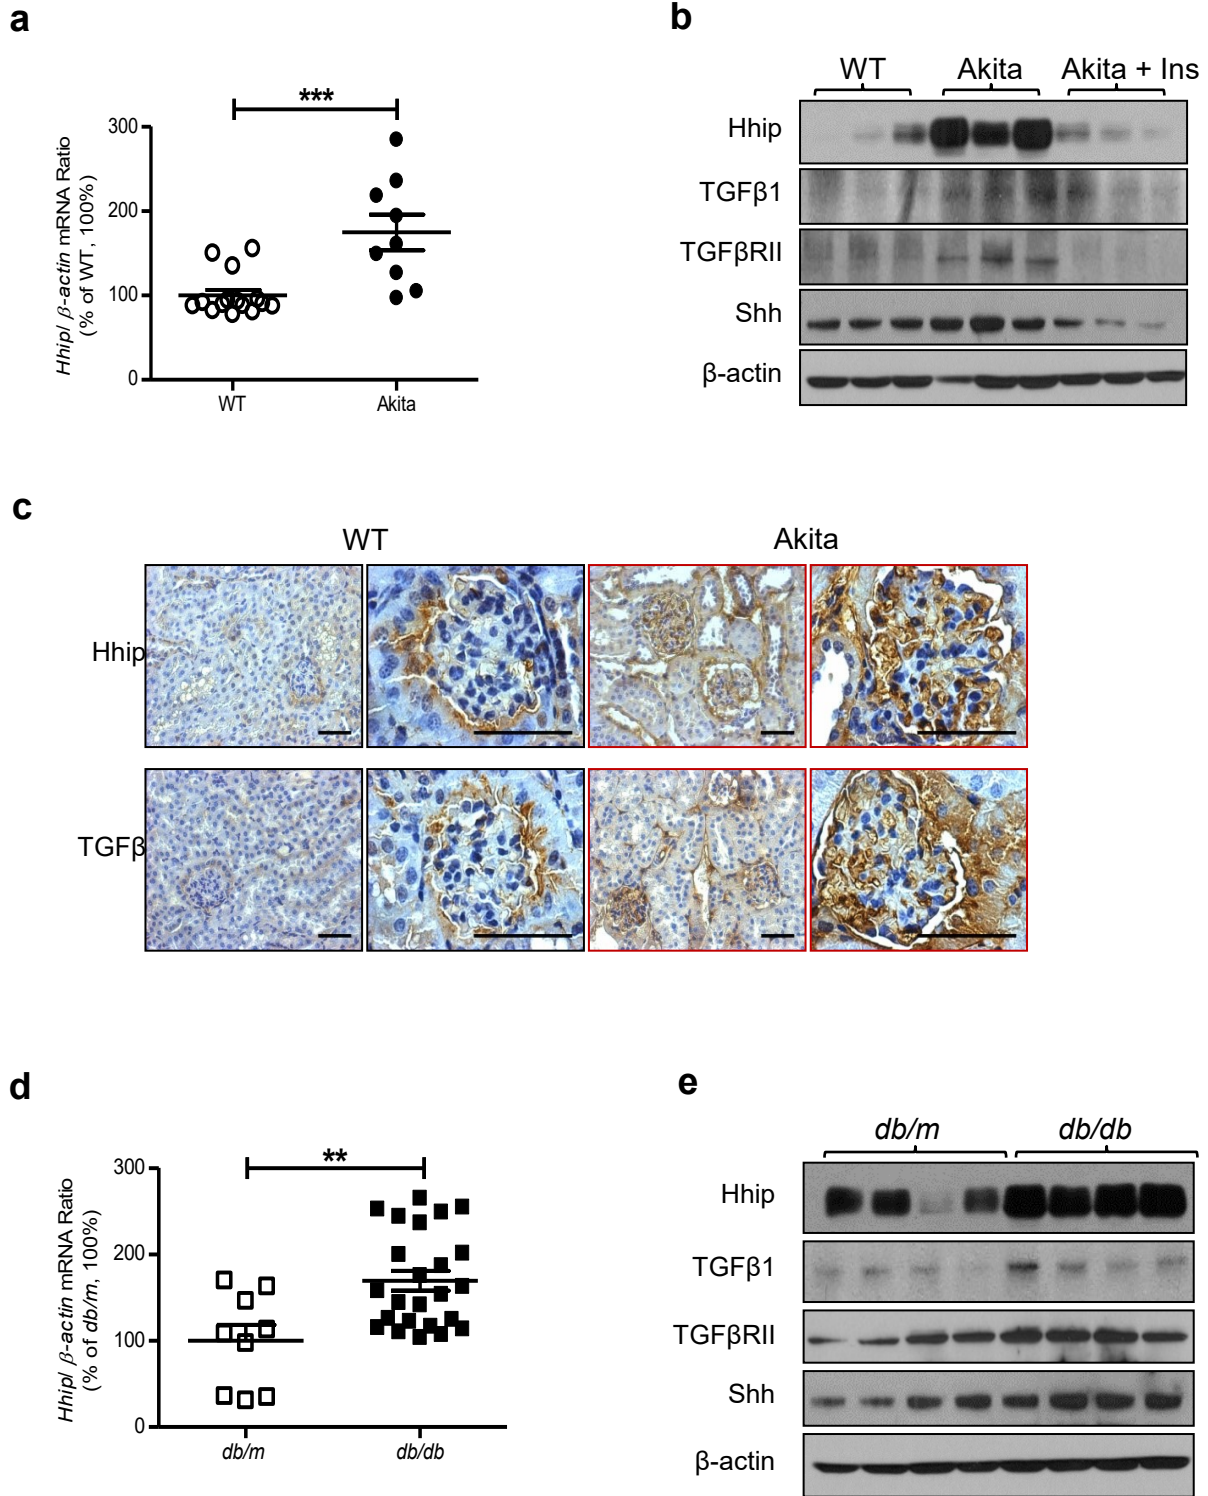 a
***
300
200
100
0
Hhip/ β-actin mRNA Ratio
(% of WT, 100%)
WT
Akita
b
WT Akita Akita + Ins
Hhip
TGFβ1
TGFβRII
Shh
β-actin
c
WT Akita
Hhip
TGFβ
d
**
300
200
100
0
Hhip/ β-actin mRNA Ratio
(% of db/m, 100%)
db/m
db/db
e
db/m db/db
Hhip
TGFβ1
TGFβRII
Shh
β-actin